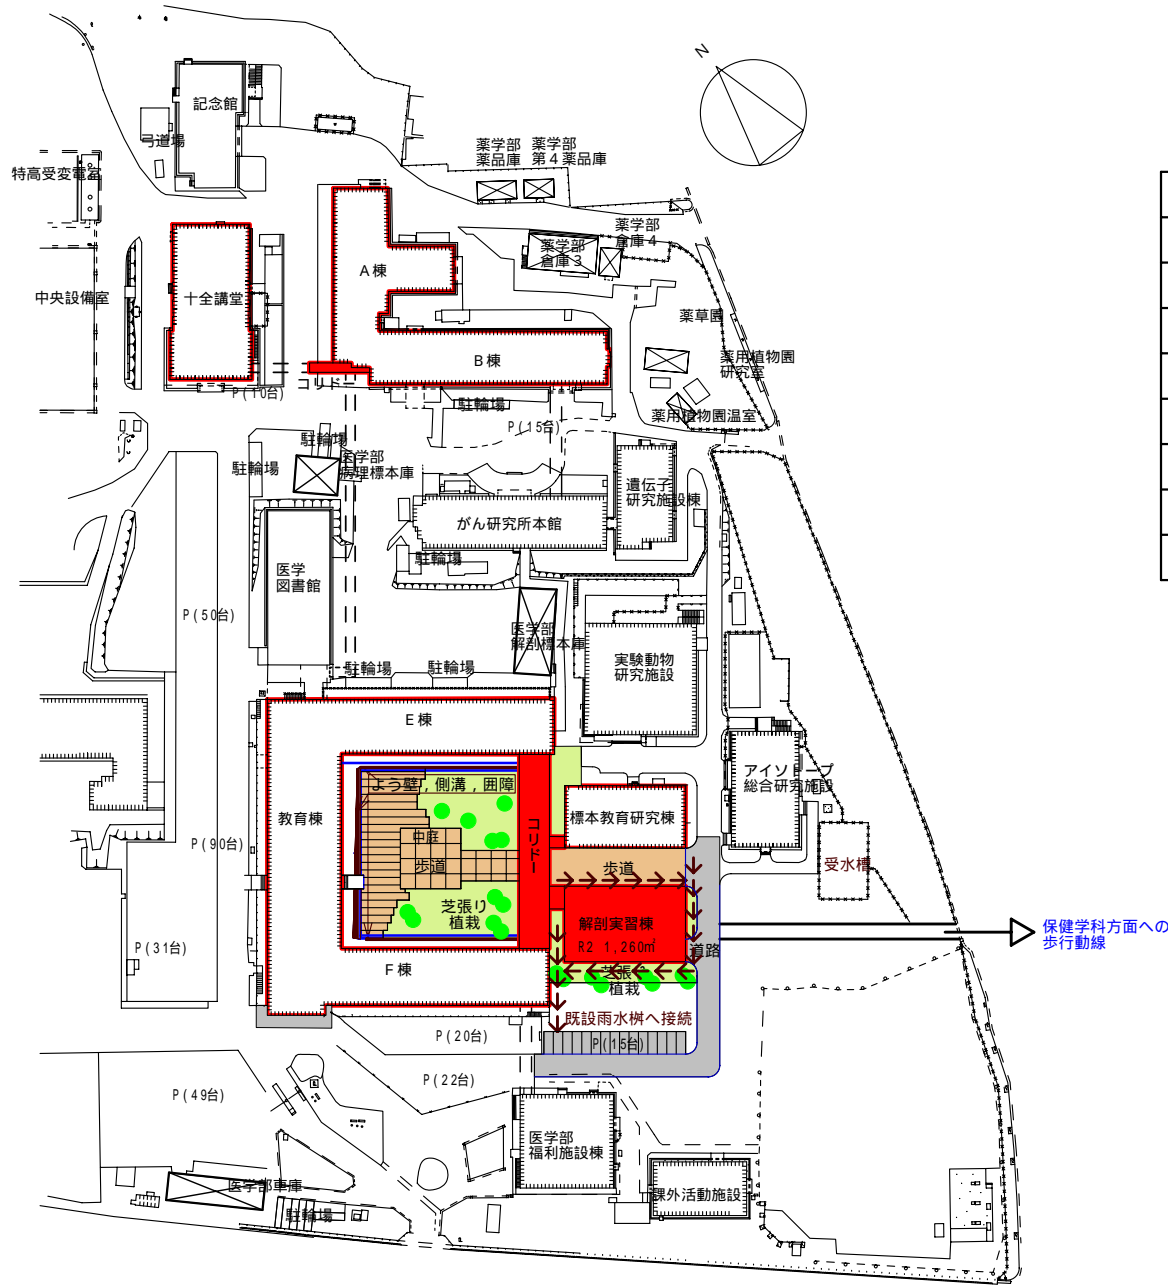 N
記念館
弓道場
薬学部
薬品庫
薬学部
第４薬品庫
特高受変電室
薬学部
倉庫４
薬学部
倉庫３
A棟
中央設備室
十全講堂
薬草園
B棟
薬用植物園
研究室
コリドー
P(10台)
駐輪場
薬用植物園温室
P(15台)
駐輪場
駐輪場
医学部
病理標本庫
遺伝子
研究施設棟
がん研究所本館
駐輪場
医学
図書館
P(50台)
医学部
解剖標本庫
実験動物
研究施設
駐輪場
駐輪場
E棟
アイソトープ
総合研究施設
よう壁，側溝，囲障
教育棟
コリドー
標本教育研究棟
P(90台)
中庭
歩道
歩道
受水槽
芝張り
植栽
解剖実習棟
R2 1,260㎡
保健学科方面への
歩行動線
P(31台)
道路
F棟
芝張り
植栽
既設雨水桝へ接続
P(20台)
P(15台)
P(22台)
P(49台)
医学部
福利施設棟
医学部車庫
課外活動施設
駐輪場